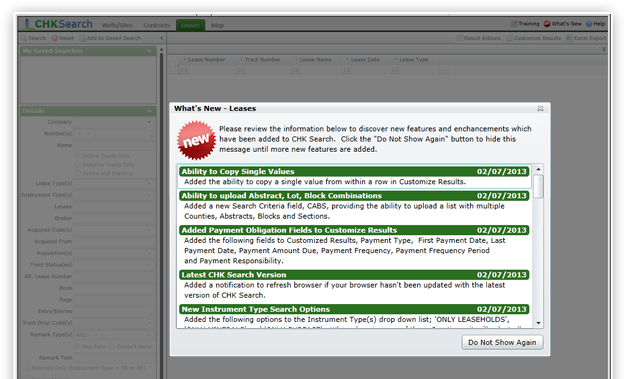 CHKSearch
Wells/Sites
Contracts
Leases
Map
Training
What's New
Help
Search
Reset
Add to Saved Search
Result Actions
Customize Results
Excel Export
My Saved Searches
Lease Number
Tract Number
Lease Name
Lease Date
Lease Type
Details
Company
Number(s)
Name
Active Fields Only
Inactive Fields Only
Active and Inactive
Lease Type(s)
Instrument Type(s)
Lessee
Broker
Acquired Code(s)
Acquired From
Acquisition(s)
Tract Status(es)
Alt. Lease Number
Book
Page
Entry/Entries
Tract Drop Code(s)
Remark Type(s)
Remark Text
What's New - Leases
new
Please review the information below to discover new features and enchancements which
have been added to CHK Search. Click the "Do Not Show Again" button to hide this
message until more new features are added.
Ability to Copy Single Values 02/07/2013
Added the ability to copy a single value from within a row in Customize Results.
Ability to upload Abstract, Lot, Block Combinations 02/07/2013
Added a new Search Criteria field, CABS, providing the ability to upload a list with multiple
Counties, Abstracts, Blocks and Sections.
Added Payment Obligation Fields to Customize Results 02/07/2013
Added the following fields to Customized Results, Payment Type, First Payment Date, Last
Payment Date, Payment Amount Due, Payment Frequency, Payment Frequency Period
and Payment Responsibility.
Latest CHK Search Version 02/07/2013
Added a notification to refresh browser if your browser hasn't been updated with the latest
version of CHK Search.
New Instrument Type Search Options 02/07/2013
Added the following options to the Instrument Type(s) drop down list; 'ONLY LEASEHOLDS',
Do Not Show Again